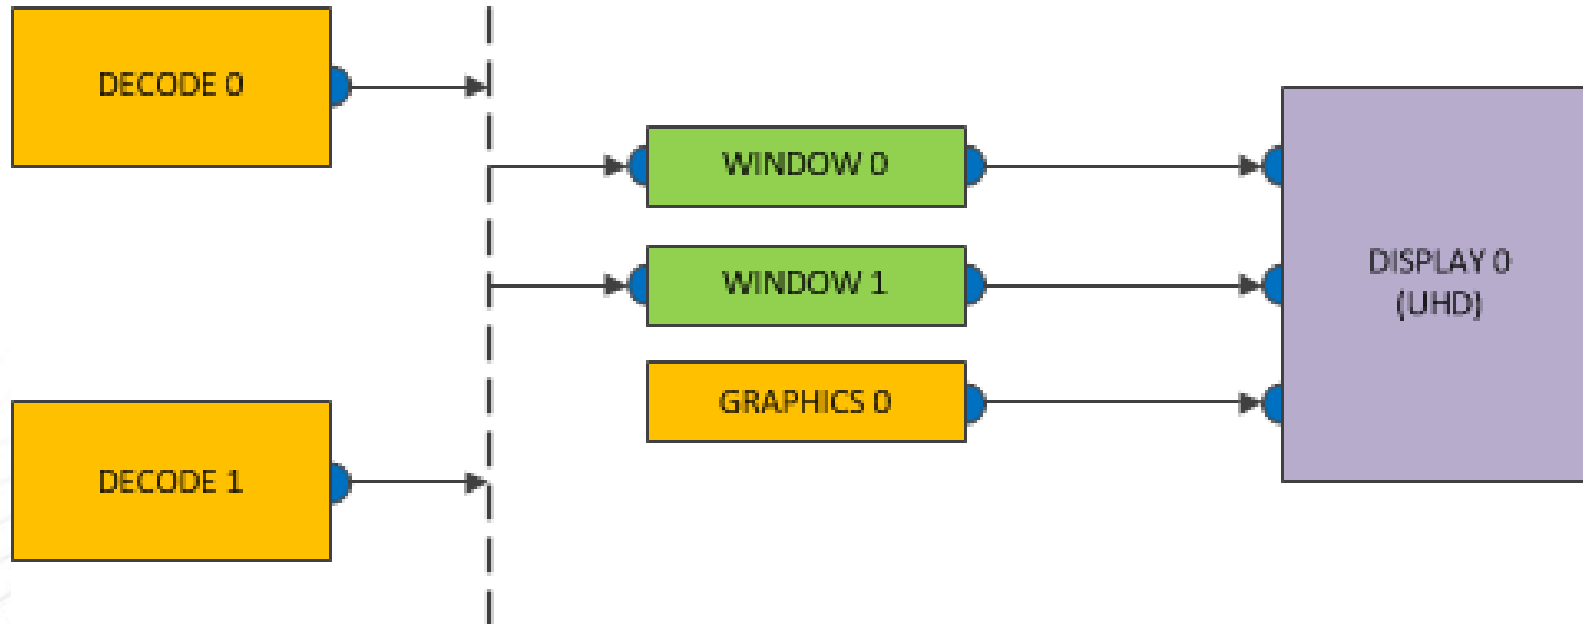 DECODE 0
WINDOW 0
WINDOW 1
DISPLAY 0
(UHD)
GRAPHICS 0
DECODE 1